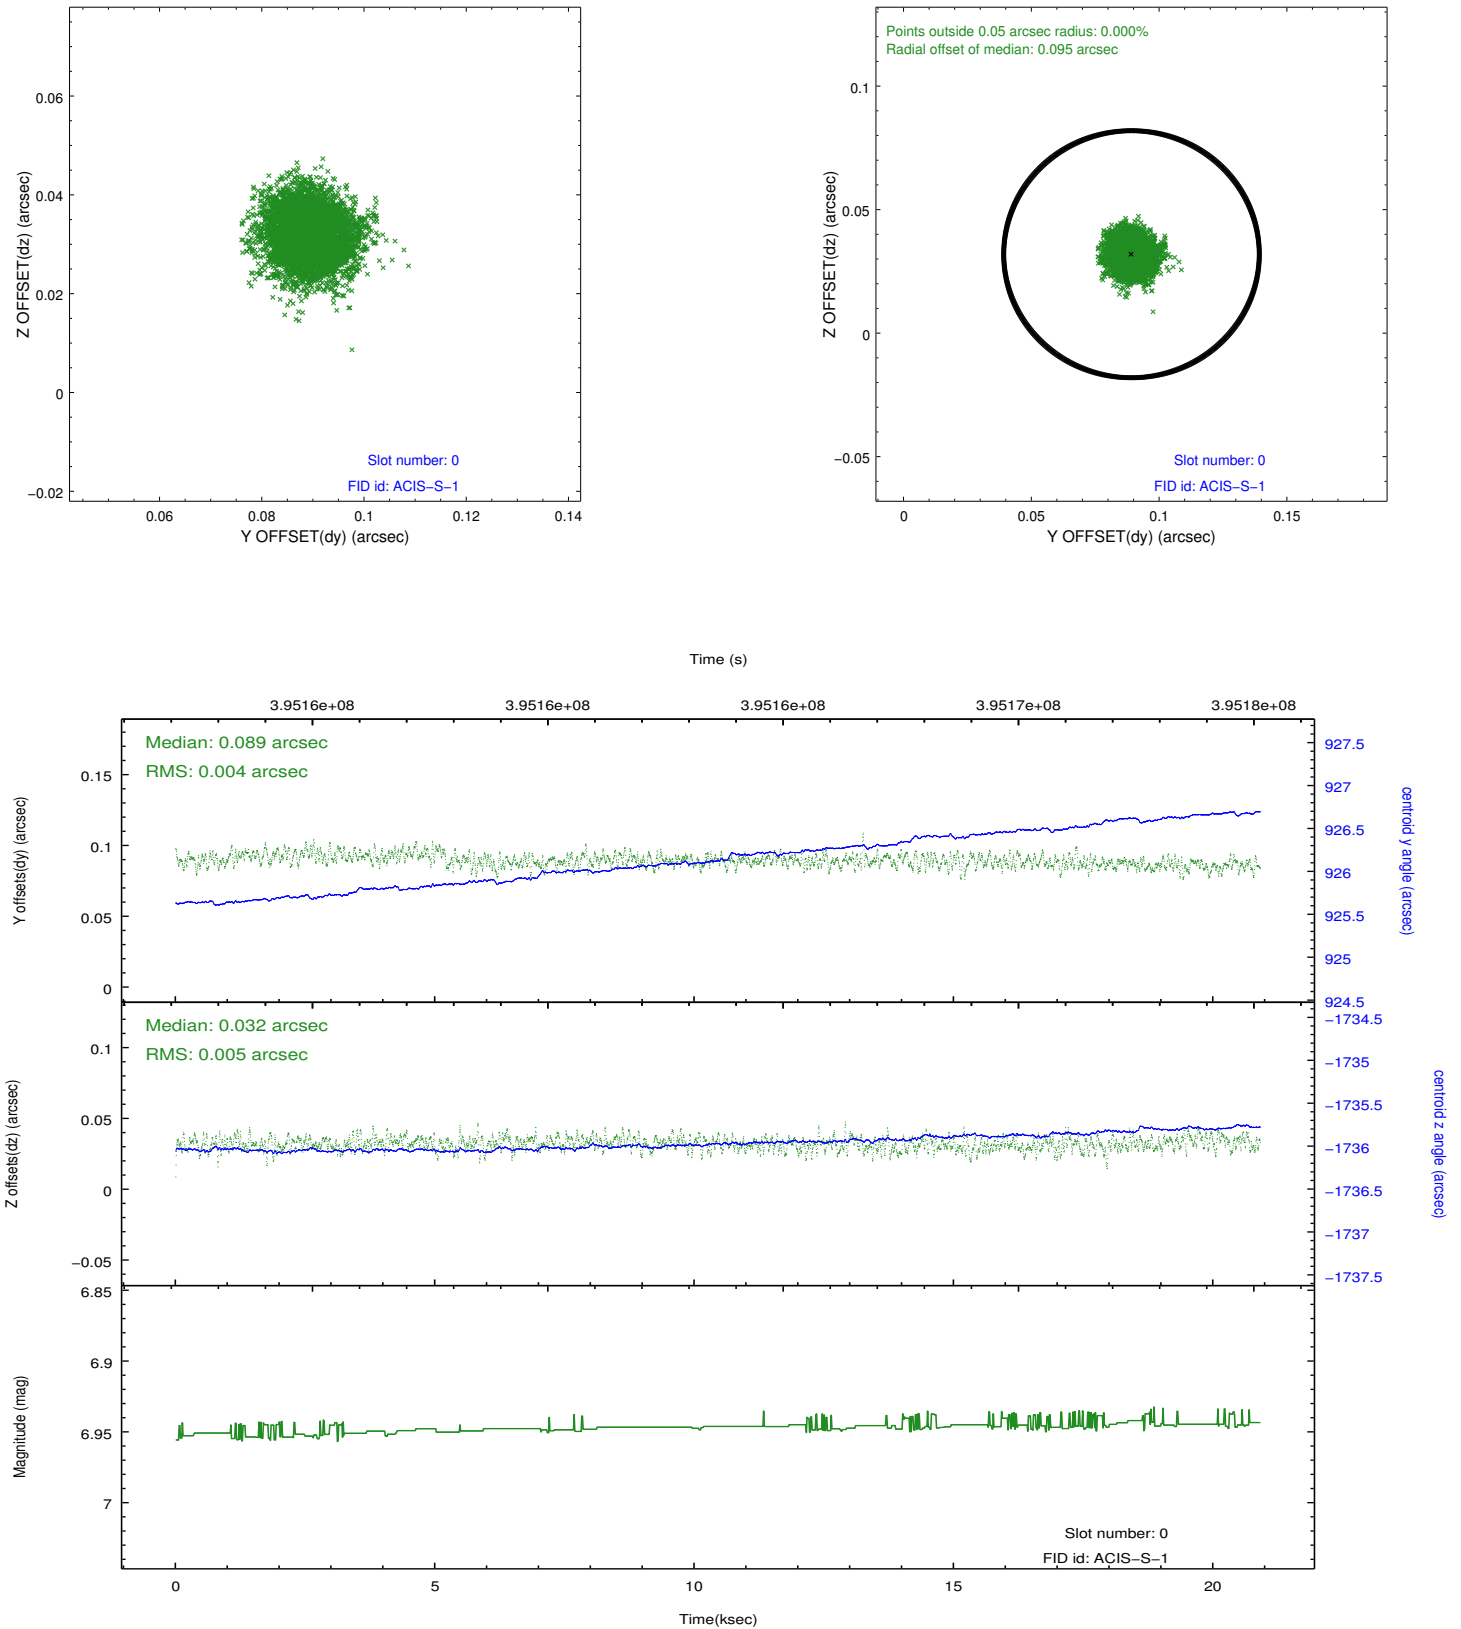 0.06
0.04
0.02
0
−0.02
Z OFFSET(dz) (arcsec)
Slot number: 0
FID id: ACIS−S−1
0.06 0.08 0.1 0.12 0.14
Y OFFSET(dy) (arcsec)
Points outside 0.05 arcsec radius: 0.000%
Radial offset of median: 0.095 arcsec
0.1
0.05
0
−0.05
Z OFFSET(dz) (arcsec)
Slot number: 0
FID id: ACIS−S−1
0 0.05 0.1 0.15
Y OFFSET(dy) (arcsec)
Time (s)
3.9516e+08 3.9516e+08 3.9516e+08 3.9517e+08 3.9518e+08
Median: 0.089 arcsec
RMS: 0.004 arcsec
0.15
0.1
0.05
0
Y offsets(dy) (arcsec)
927.5
927
926.5
926
925.5
925
924.5
centroid y angle (arcsec)
Median: 0.032 arcsec
RMS: 0.005 arcsec
0.1
0.05
0
−0.05
Z offsets(dz) (arcsec)
−1734.5
−1735
−1735.5
−1736
−1736.5
−1737
−1737.5
centroid z angle (arcsec)
6.85
6.9
6.95
7
Magnitude (mag)
Slot number: 0
FID id: ACIS−S−1
0 5 10 15 20
Time(ksec)